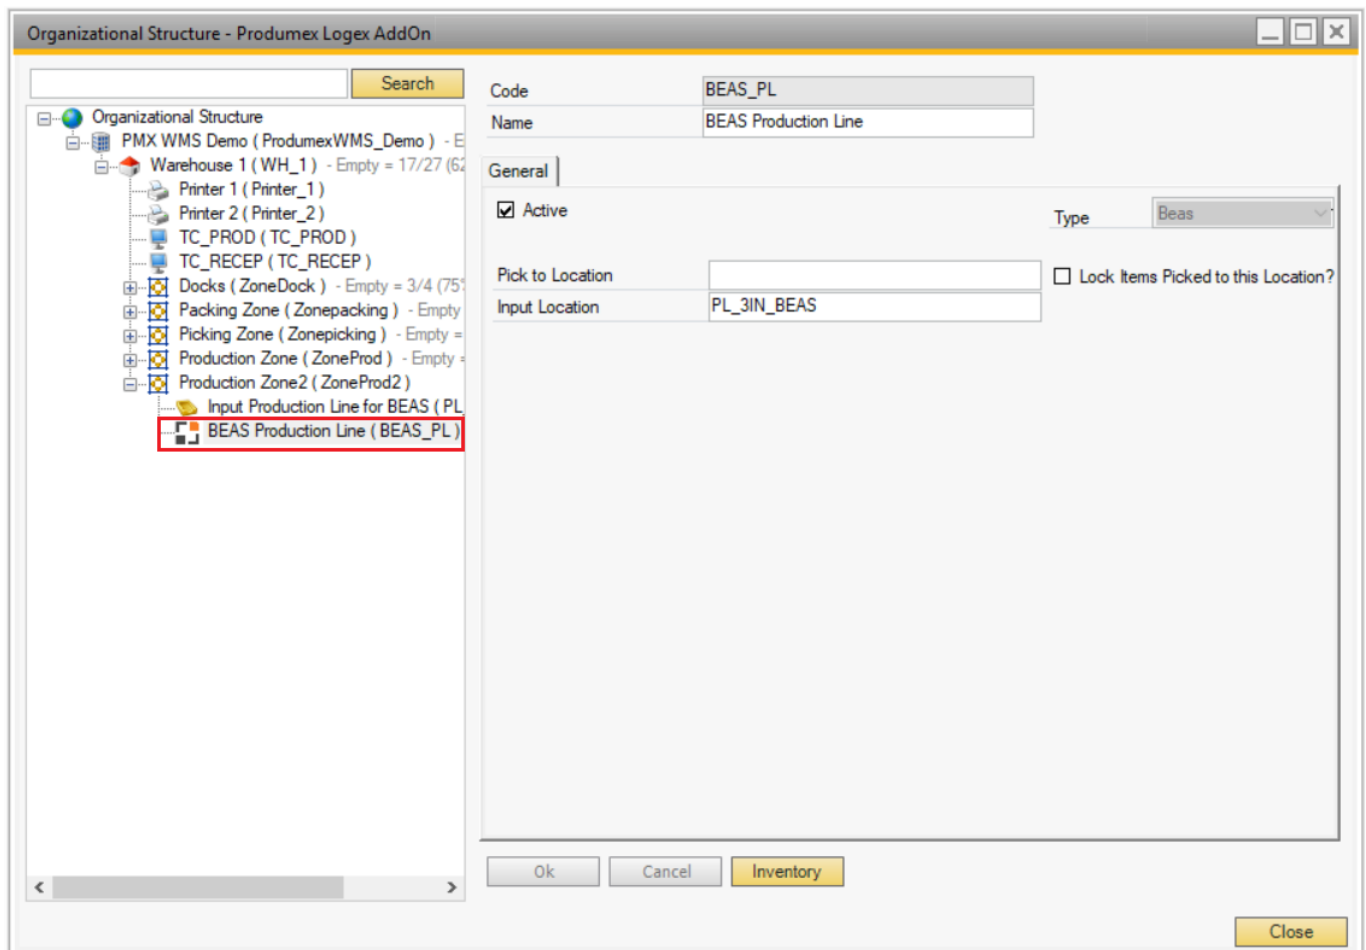 Organizational Structure - Produmex Logex AddOn
Search
Organizational Structure
PMX WMS Demo ( ProdumexWMS_Demo ) - E
Warehouse 1 ( WH_1 ) - Empty = 17/27 (62
Printer 1 ( Printer_1 )
Printer 2 ( Printer_2 )
TC_PROD ( TC_PROD )
TC_RECEP ( TC_RECEP )
Docks ( ZoneDock ) - Empty = 3/4 (75%
Packing Zone ( Zonepacking ) - Empty
Picking Zone ( Zonepicking ) - Empty =
Production Zone ( ZoneProd ) - Empty =
Production Zone2 ( ZoneProd2 )
Input Production Line for BEAS ( PL_
BEAS Production Line ( BEAS_PL )
Code BEAS_PL
Name BEAS Production Line
General
Active
Type Beas
Pick to Location
Lock Items Picked to this Location?
Input Location PL_3IN_BEAS
Ok Cancel Inventory
Close